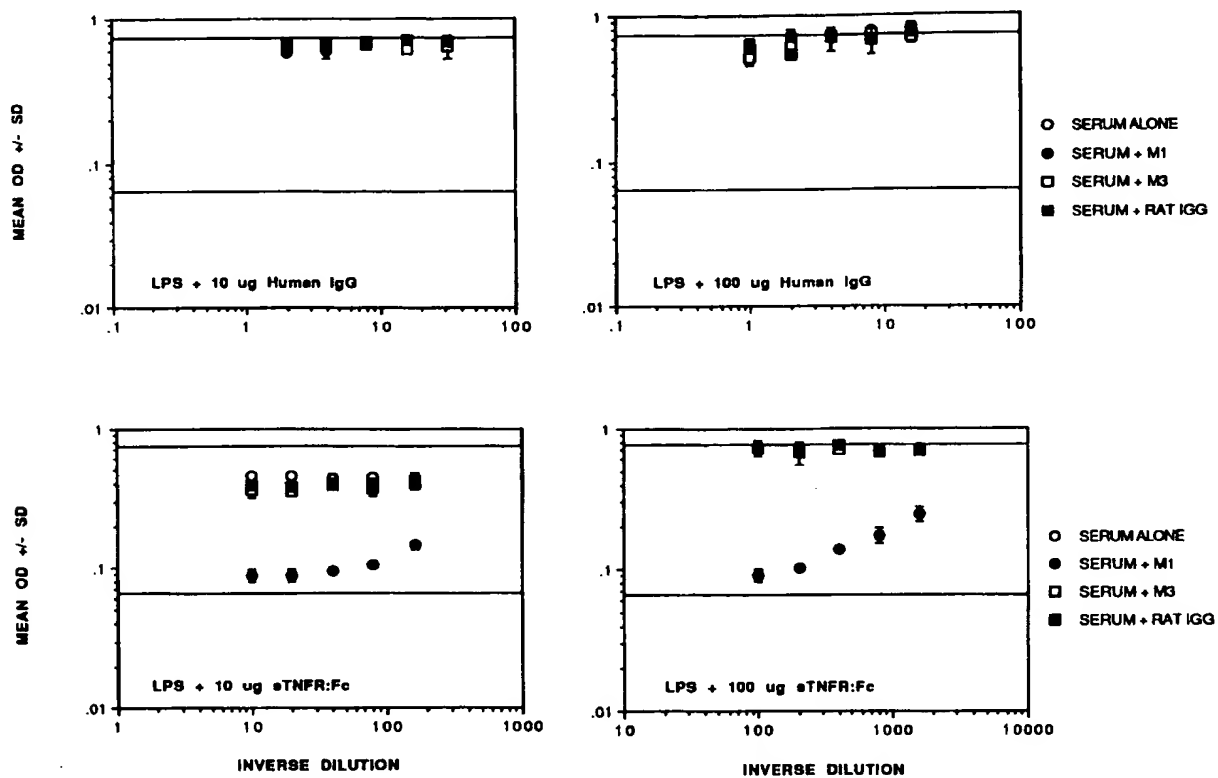 MEAN OD +/- SD
1
.1
.01
LPS + 10 ug Human IgG
.1 1 10 100
1
.1
.01
LPS + 100 ug Human IgG
.1 1 10 100
O SERUM ALONE
● SERUM + M1
□ SERUM + M3
■ SERUM + RAT IGG
MEAN OD +/- SD
1
.1
.01
LPS + 10 ug sTNFR:Fc
1 10 100 1000
INVERSE DILUTION
1
.1
.01
LPS + 100 ug sTNFR:Fc
10 100 1000 10000
INVERSE DILUTION
O SERUM ALONE
● SERUM + M1
□ SERUM + M3
■ SERUM + RAT IGG